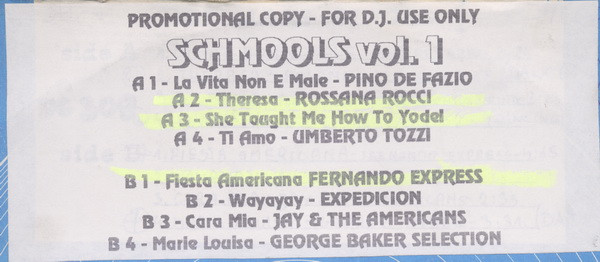 PROMOTIONAL COPY - FOR D.J. USE ONLY
SCHMOOLS vol. 1
A 1 - La Vita Non E Male - PINO DE FAZIO
A 2 - Theresa - ROSSANA ROCCI
A 3 - She Taught Me How To Yodel
A 4 - Ti Amo - UMBERTO TOZZI
B 1 - Fiesta Americana FERNANDO EXPRESS
B 2 - Wayayay - EXPEDICION
B 3 - Cara Mia - JAY & THE AMERICANS
B 4 - Marie Louisa - GEORGE BAKER SELECTION